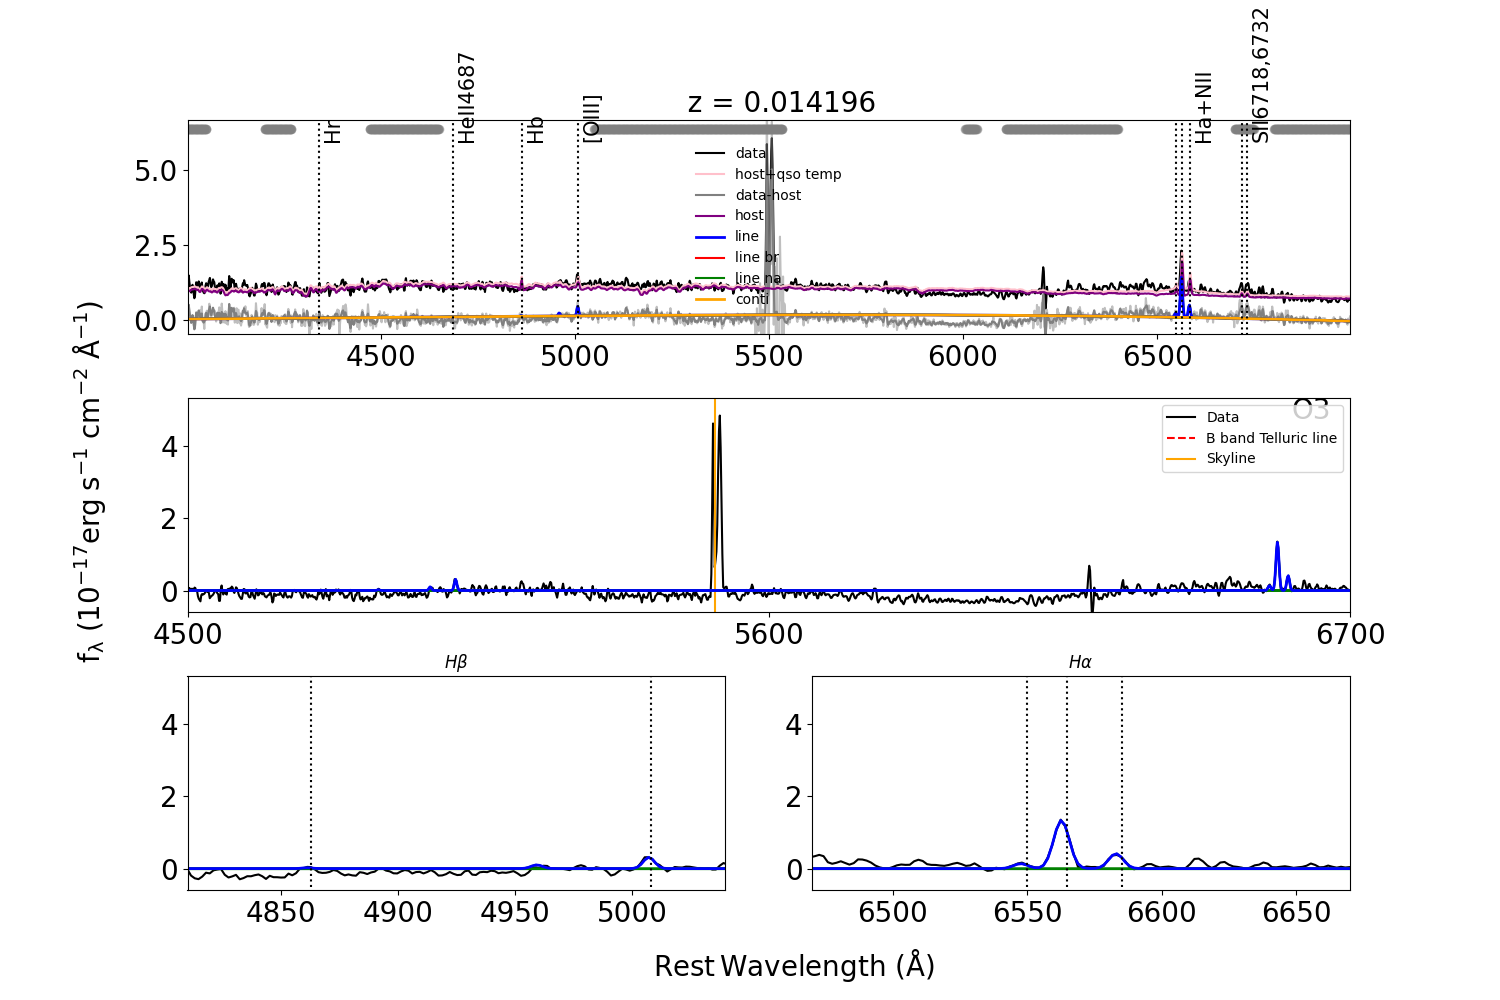 z = 0.014196
Hr
HeII4687
Hb
[OIII]
Ha+NII
SII6718,6732
data
host+qso temp
data-host
host
line
line br
line na
conti
5.0
2.5
0.0
4500 5000 5500 6000 6500
O3
Data
B band Telluric line
Skyline
4
2
0
4500 5600 6700
fλ (10⁻¹⁷erg s⁻¹ cm⁻² Å⁻¹)
Hβ
4
2
0
4850 4900 4950 5000
Hα
4
2
0
6500 6550 6600 6650
Rest Wavelength (Å)